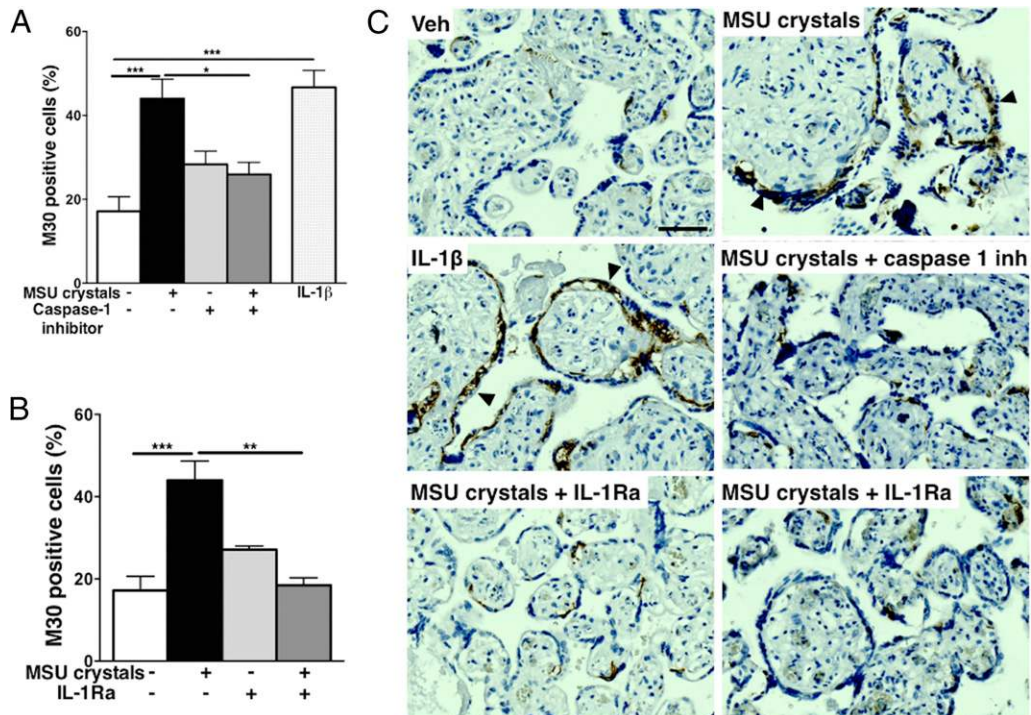 A
M30 positive cells (%)
60
40
20
0
***
***
*
MSU crystals - + - + IL-1β
Caspase-1 - - + +
inhibitor
B
M30 positive cells (%)
60
40
20
0
***
**
MSU crystals - + - +
IL-1Ra - - + +
C
Veh
MSU crystals
IL-1β
MSU crystals + caspase 1 inh
MSU crystals + IL-1Ra
MSU crystals + IL-1Ra